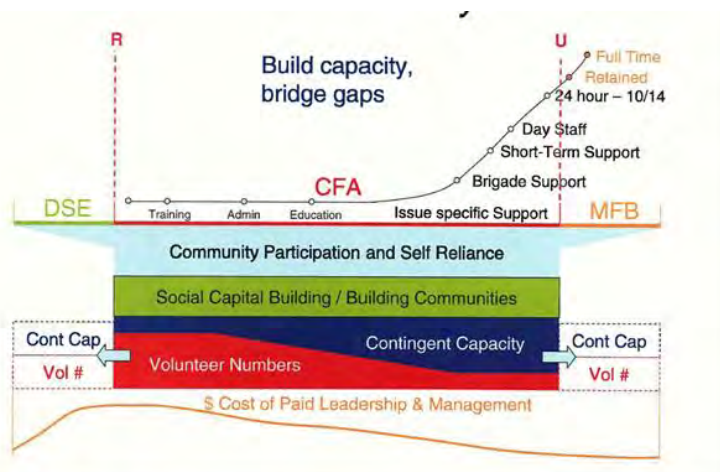 R
U
Build capacity,
bridge gaps
Full Time
Retained
24 hour – 10/14
Day Staff
Short-Term Support
Brigade Support
CFA
DSE
Training
Admin
Education
Issue specific Support
MFB
Community Participation and Self Reliance
Social Capital Building / Building Communities
Cont Cap
Contingent Capacity
Cont Cap
Vol #
Volunteer Numbers
Vol #
$ Cost of Paid Leadership & Management